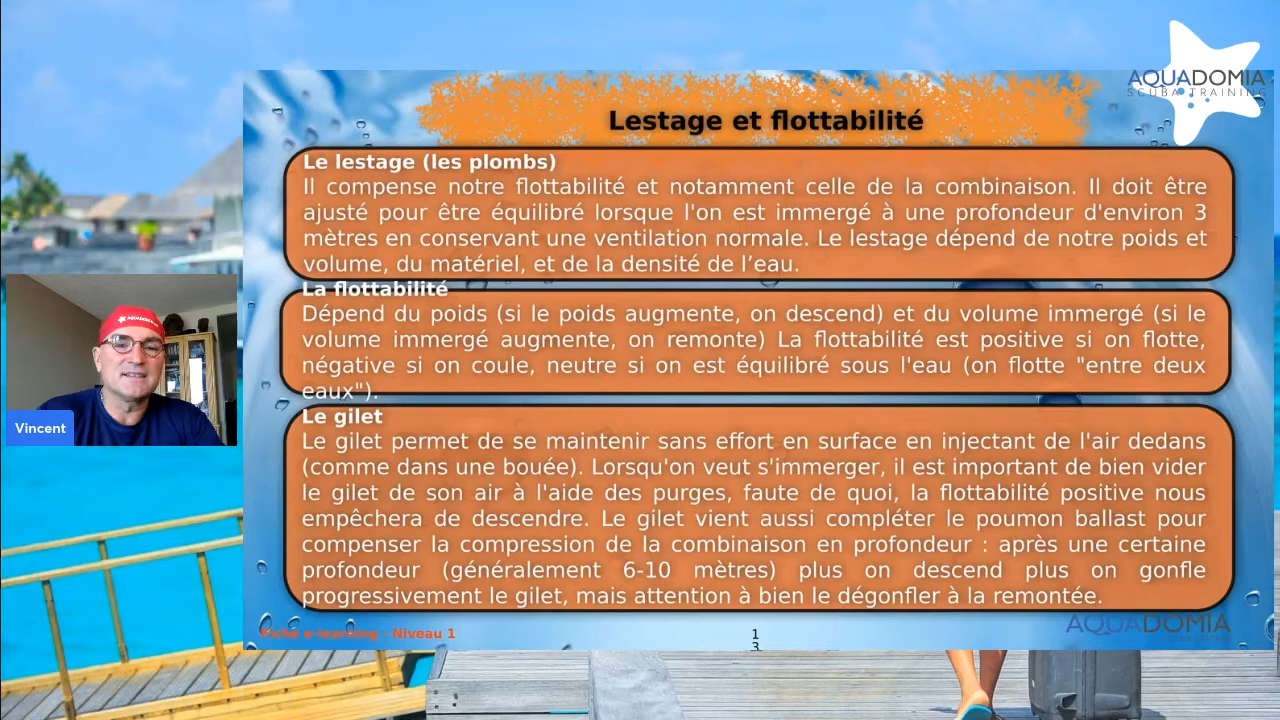 AQUADOMIA
SCUBA TRAINING
Lestage et flottabilité
Le lestage (les plombs)
Il compense notre flottabilité et notamment celle de la combinaison. Il doit être
ajusté pour être équilibré lorsque l'on est immergé à une profondeur d'environ 3
mètres en conservant une ventilation normale. Le lestage dépend de notre poids et
volume, du matériel, et de la densité de l’eau.
La flottabilité
Dépend du poids (si le poids augmente, on descend) et du volume immergé (si le
volume immergé augmente, on remonte) La flottabilité est positive si on flotte,
négative si on coule, neutre si on est équilibré sous l'eau (on flotte "entre deux
eaux").
Le gilet
Le gilet permet de se maintenir sans effort en surface en injectant de l'air dedans
(comme dans une bouée). Lorsqu'on veut s'immerger, il est important de bien vider
le gilet de son air à l'aide des purges, faute de quoi, la flottabilité positive nous
empêchera de descendre. Le gilet vient aussi compléter le poumon ballast pour
compenser la compression de la combinaison en profondeur : après une certaine
profondeur (généralement 6-10 mètres) plus on descend plus on gonfle
progressivement le gilet, mais attention à bien le dégonfler à la remontée.
Vincent
Fiche e-learning - Niveau 1
1
3
AQUADOMIA